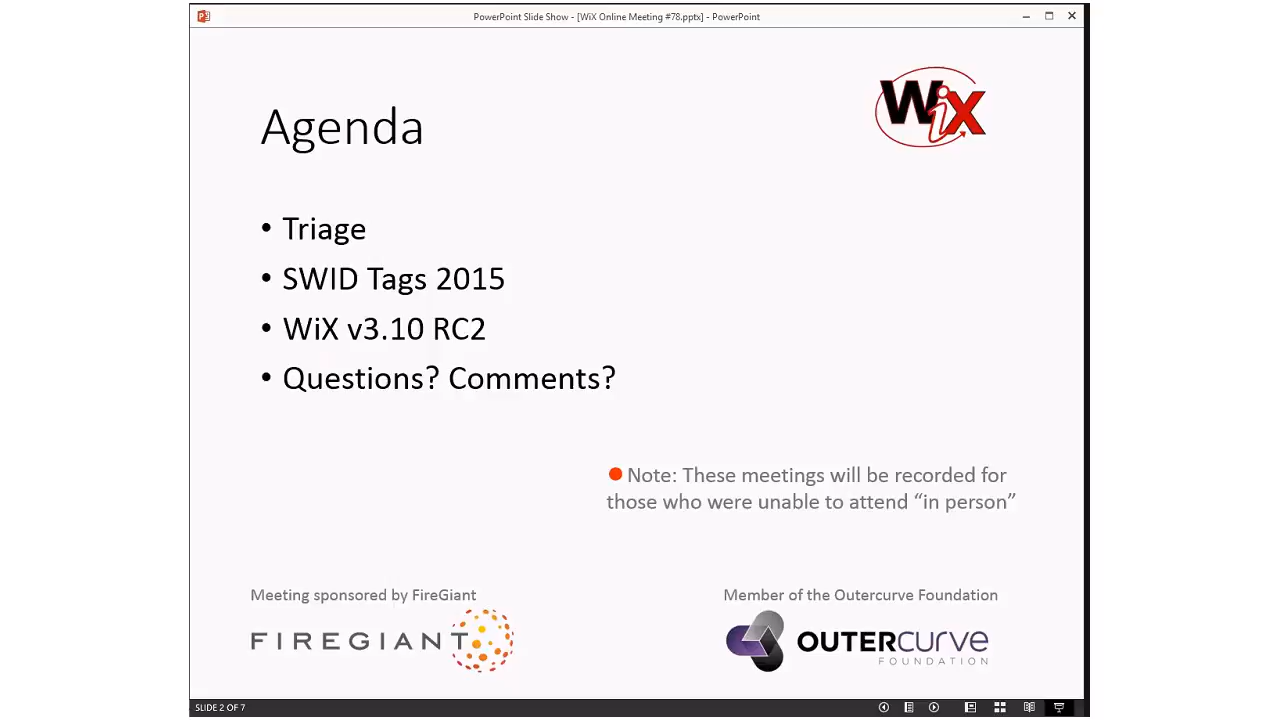 PowerPoint Slide Show - [WiX Online Meeting #78.pptx] - PowerPoint
WiX
Agenda
• Triage
• SWID Tags 2015
• WiX v3.10 RC2
• Questions? Comments?
Note: These meetings will be recorded for
those who were unable to attend “in person”
Meeting sponsored by FireGiant
FIREGIANT
Member of the Outercurve Foundation
OUTERCURVE
FOUNDATION
SLIDE 2 OF 7